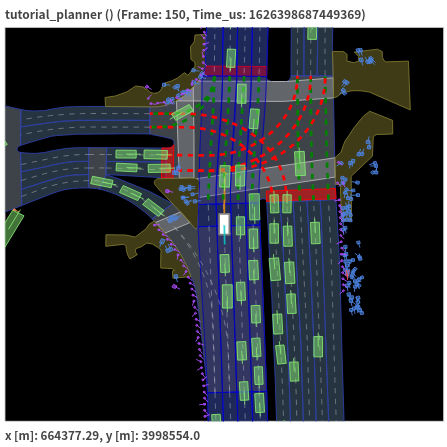 tutorial_planner () (Frame: 150, Time_us: 1626398687449369)
x [m]: 664377.29, y [m]: 3998554.0